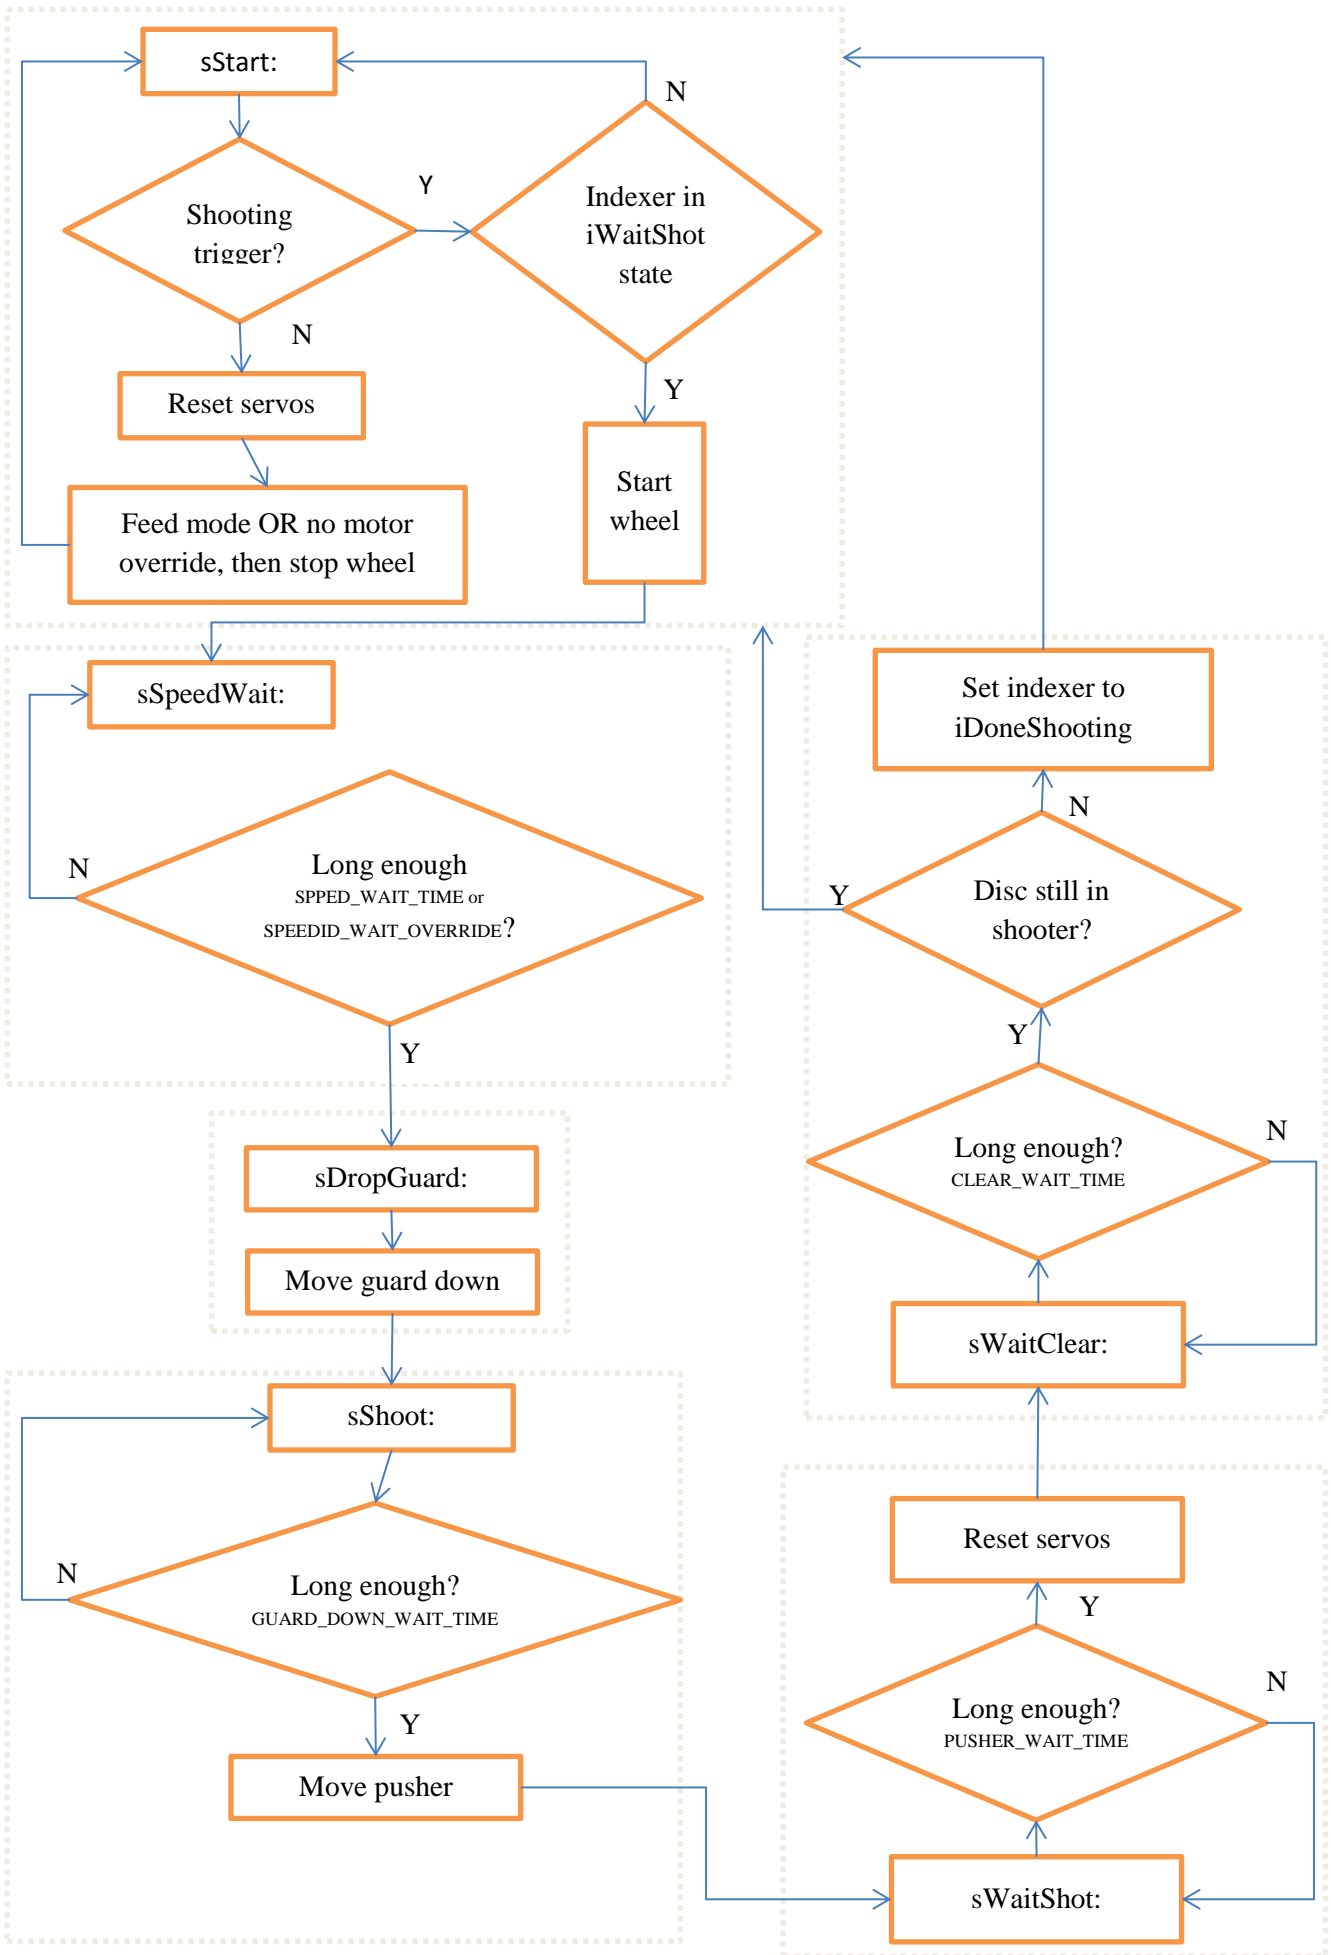 sStart:
N
Y
Shooting
trigger?
Indexer in
iWaitShot
state
N
Y
Reset servos
Start
wheel
Feed mode OR no motor
override, then stop wheel
sSpeedWait:
N
Long enough
SPPED_WAIT_TIME or
SPEEDID_WAIT_OVERRIDE?
Y
sDropGuard:
Move guard down
sShoot:
N
Long enough?
GUARD_DOWN_WAIT_TIME
Y
Move pusher
Set indexer to
iDoneShooting
N
Y
Disc still in
shooter?
Y
N
Long enough?
CLEAR_WAIT_TIME
sWaitClear:
Reset servos
Y
N
Long enough?
PUSHER_WAIT_TIME
sWaitShot: